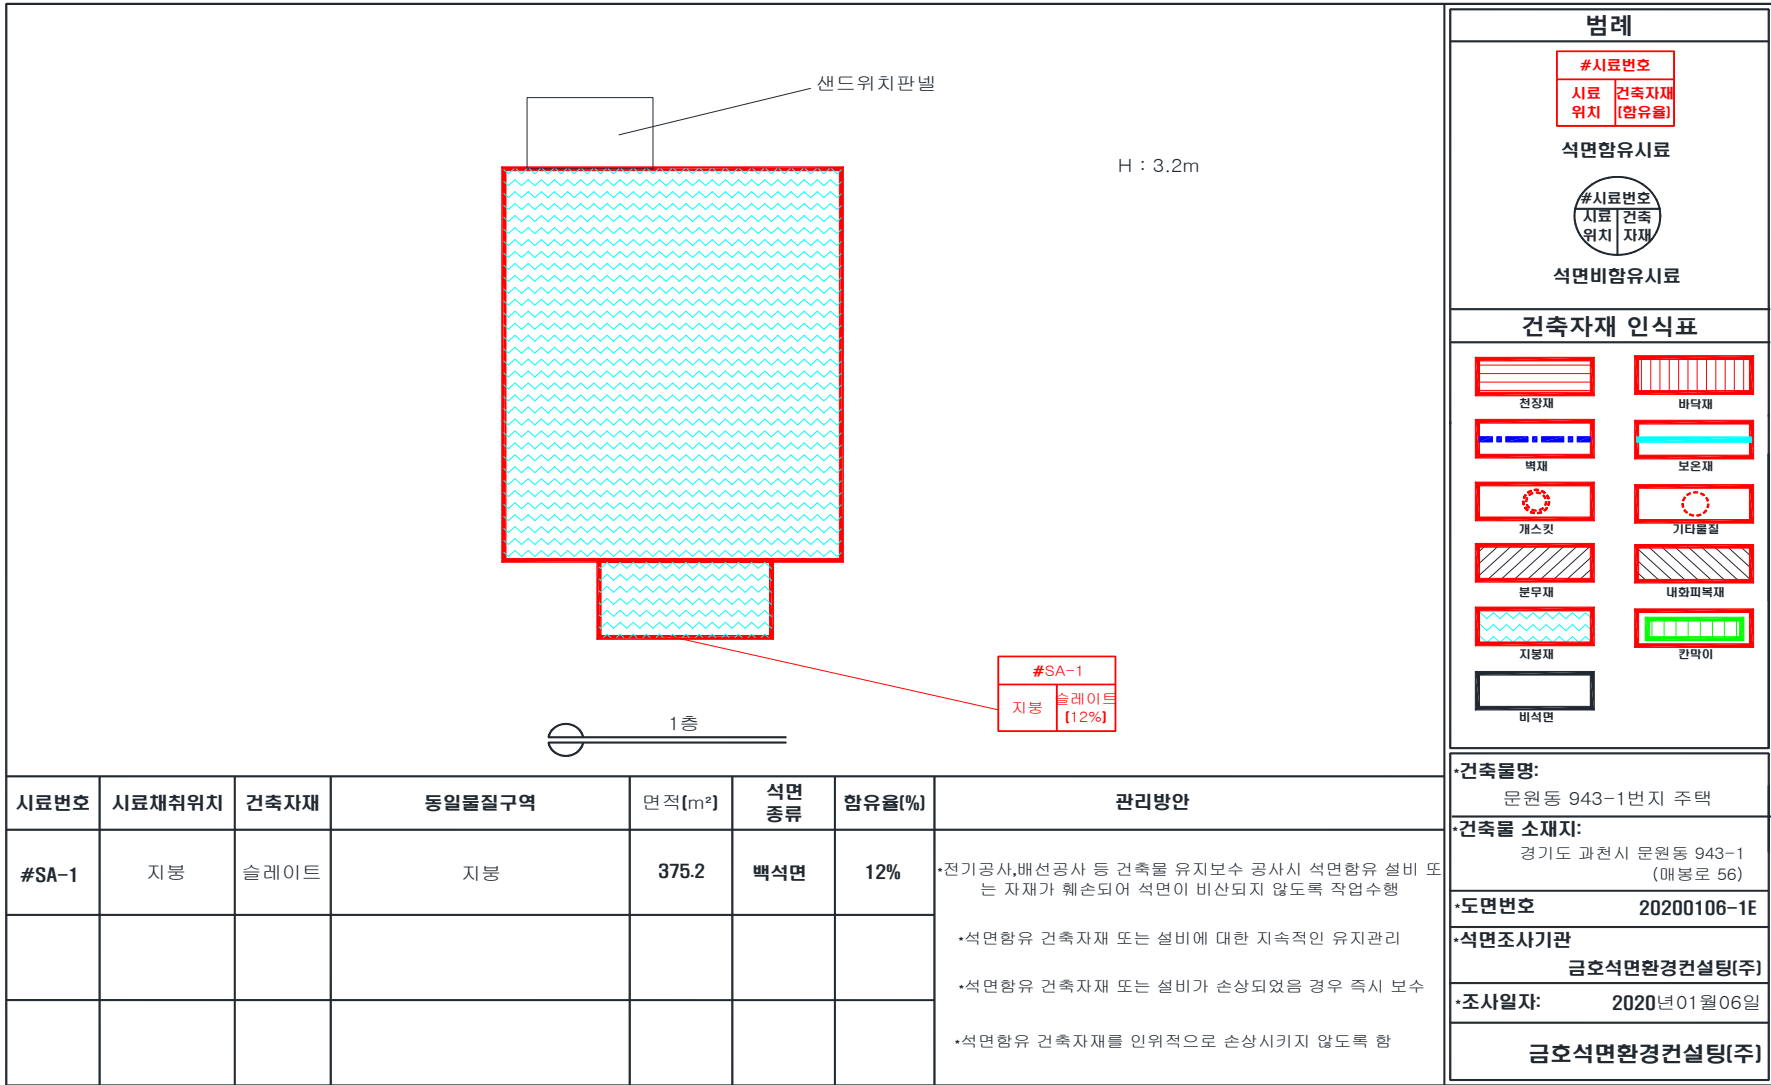 샌드위치판넬
H : 3.2m
#SA-1
지붕
슬레이트
(12%)
1층
시료번호
시료채취위치
건축자재
동일물질구역
면적(m²)
석면
종류
함유율(%)
관리방안
#SA-1
지붕
슬레이트
지붕
375.2
백석면
12%
*전기공사,배선공사 등 건축물 유지보수 공사시 석면함유 설비 또
는 자재가 훼손되어 석면이 비산되지 않도록 작업수행
*석면함유 건축자재 또는 설비에 대한 지속적인 유지관리
*석면함유 건축자재 또는 설비가 손상되었음 경우 즉시 보수
*석면함유 건축자재를 인위적으로 손상시키지 않도록 함
범례
#시료번호
시료
위치
건축자재
(함유율)
석면함유시료
#시료번호
시료
위치
건축
자재
석면비함유시료
건축자재 인식표
천장재
바닥재
벽재
보온재
개스킷
기타물질
분무재
내화피복재
지붕재
칸막이
비석면
*건축물명:
문원동 943-1번지 주택
*건축물 소재지:
경기도 과천시 문원동 943-1
(매봉로 56)
*도면번호 20200106-1E
*석면조사기관
금호석면환경컨설팅(주)
*조사일자: 2020년01월06일
금호석면환경컨설팅(주)